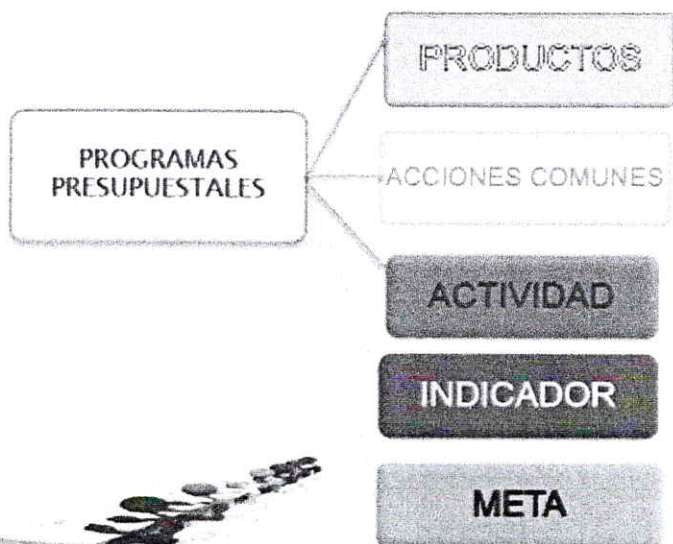 PRODUCTOS
PROGRAMAS
PRESUPUESTALES
ACCIONES COMUNES
ACTIVIDAD
INDICADOR
META